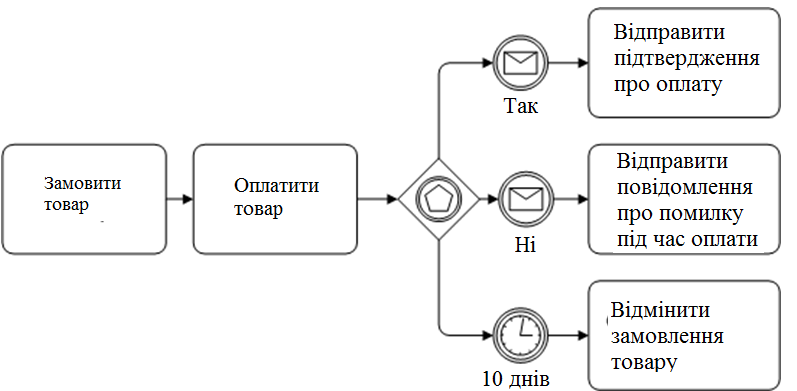 Відправити
підтвердження
про оплату
Так
Замовити
товар
Оплатити
товар
Відправити
повідомлення
про помилку
під час оплати
Ні
Відмінити
замовлення
товару
10 днів